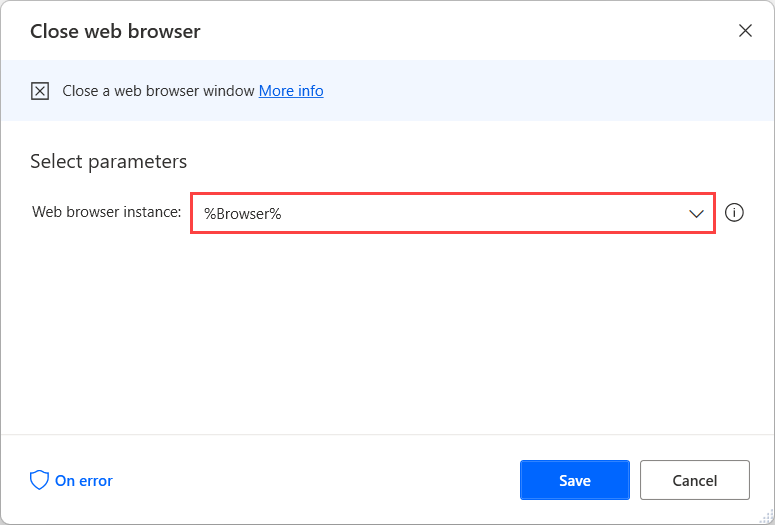 Close web browser
Close a web browser window More info
Select parameters
Web browser instance: %Browser%
On error
Save
Cancel